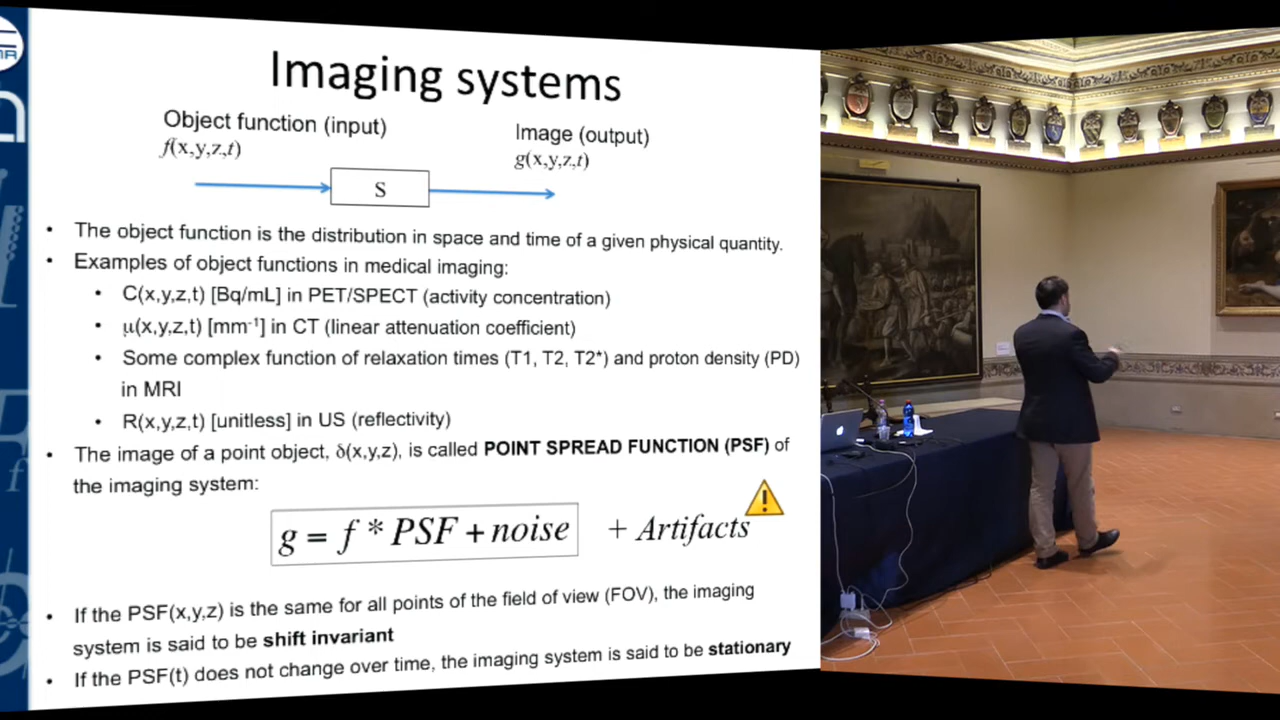 Imaging systems
Object function (input)
f(x,y,z,t)
Image (output)
g(x,y,z,t)
S
• The object function is the distribution in space and time of a given physical quantity.
• Examples of object functions in medical imaging:
• C(x,y,z,t) [Bq/mL] in PET/SPECT (activity concentration)
• μ(x,y,z,t) [mm⁻¹] in CT (linear attenuation coefficient)
• Some complex function of relaxation times (T1, T2, T2*) and proton density (PD)
in MRI
• R(x,y,z,t) [unitless] in US (reflectivity)
• The image of a point object, δ(x,y,z), is called POINT SPREAD FUNCTION (PSF) of
the imaging system:
g = f * PSF + noise + Artifacts
• If the PSF(x,y,z) is the same for all points of the field of view (FOV), the imaging
system is said to be shift invariant
• If the PSF(t) does not change over time, the imaging system is said to be stationary